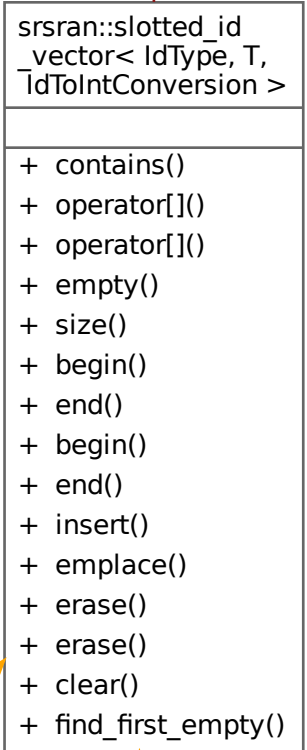 srsran::slotted_id
_vector< IdType, T,
IdToIntConversion >
+ contains()
+ operator[]()
+ operator[]()
+ empty()
+ size()
+ begin()
+ end()
+ begin()
+ end()
+ insert()
+ emplace()
+ erase()
+ erase()
+ clear()
+ find_first_empty()